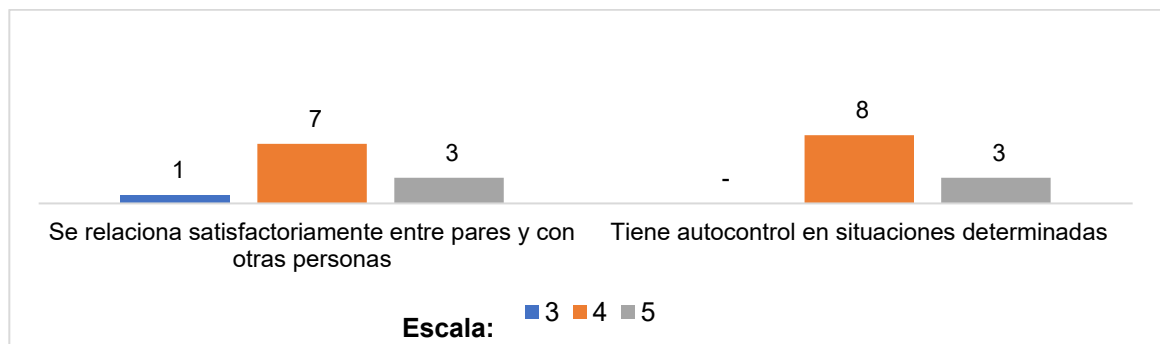 8
7
3
3
1
-
Se relaciona satisfactoriamente entre pares y con
otras personas
Tiene autocontrol en situaciones determinadas
Escala: 3 4 5